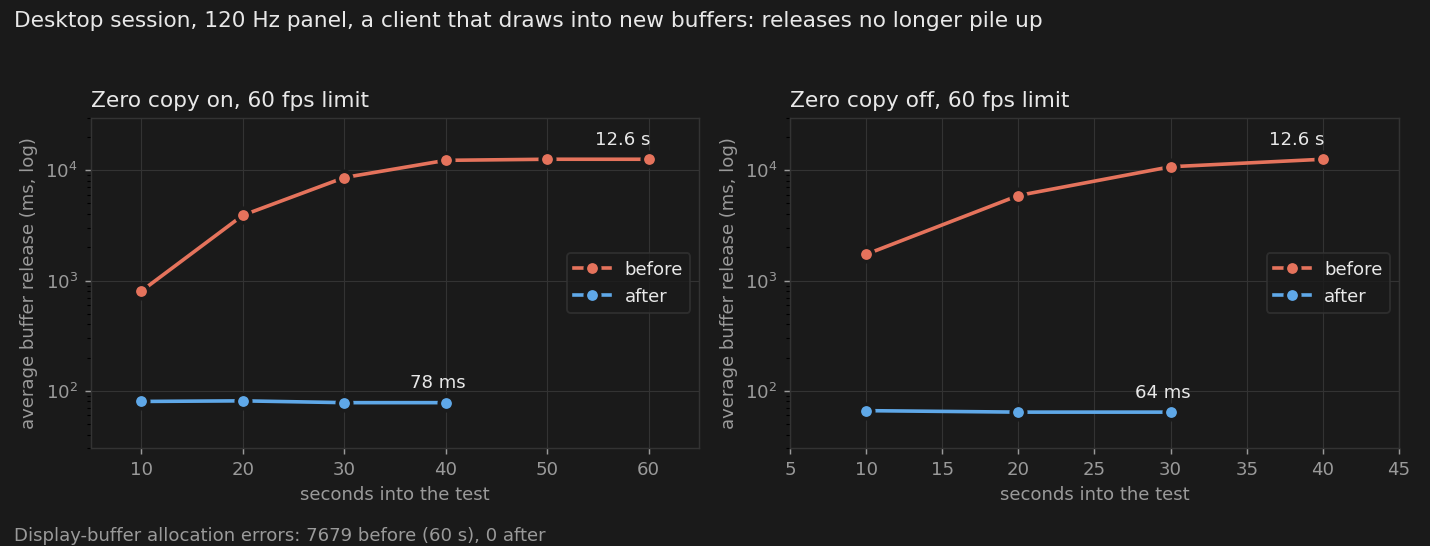 Desktop session, 120 Hz panel, a client that draws into new buffers: releases no longer pile up
Zero copy on, 60 fps limit
average buffer release (ms, log)
10⁴
10³
10²
12.6 s
before
after
78 ms
10 20 30 40 50 60
seconds into the test
Zero copy off, 60 fps limit
average buffer release (ms, log)
10⁴
10³
10²
12.6 s
before
after
64 ms
5 10 15 20 25 30 35 40 45
seconds into the test
Display-buffer allocation errors: 7679 before (60 s), 0 after